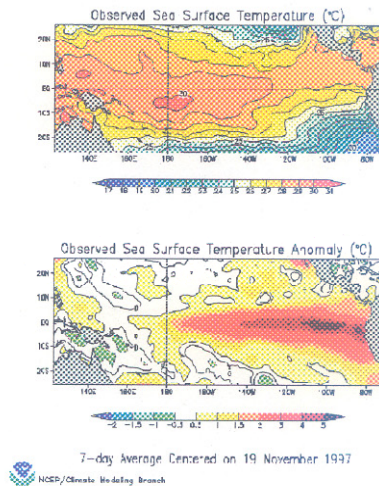 Observed Sea Surface Temperature (°C)
20N
10N
EQ
10S
20S
140E 160E 180 160W 140W 120W 100W 80W
17 18 19 20 22 23 24 25 26 27 28 29 30 31
Observed Sea Surface Temperature Anomaly (°C)
20N
10N
EQ
10S
20S
140E 160E 180 160W 140W 120W 100W 80W
-2 -1.5 -1 -0.5 0.5 1 1.5 2 3 4 5
7-day Average Centered on 19 November 1997
NCEP/Climate Modeling Branch